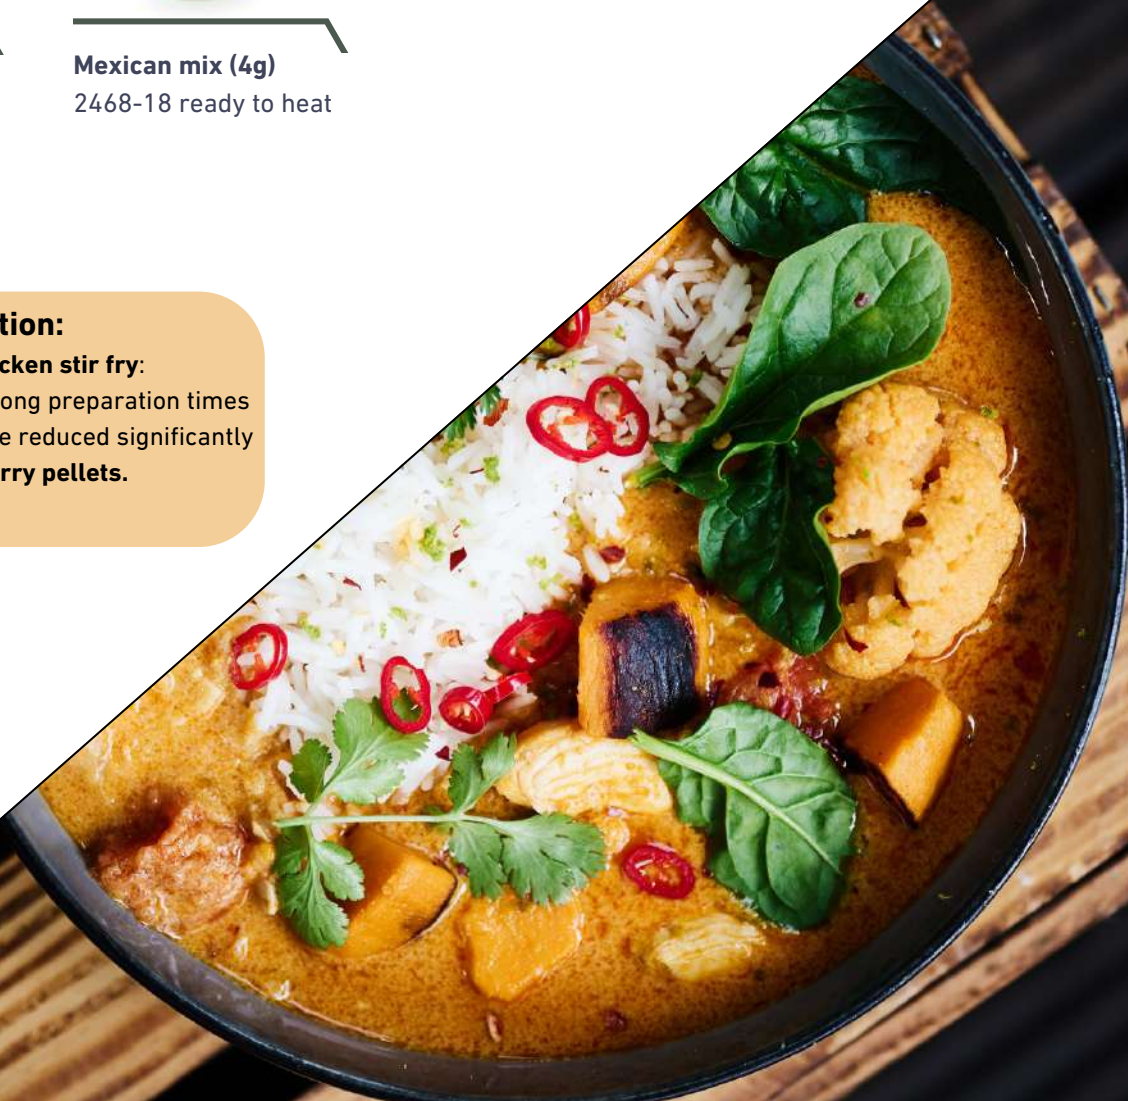 Mexican mix (4g)
2468-18 ready to heat
tion:
cken stir fry:
ong preparation times
e reduced significantly
rry pellets.